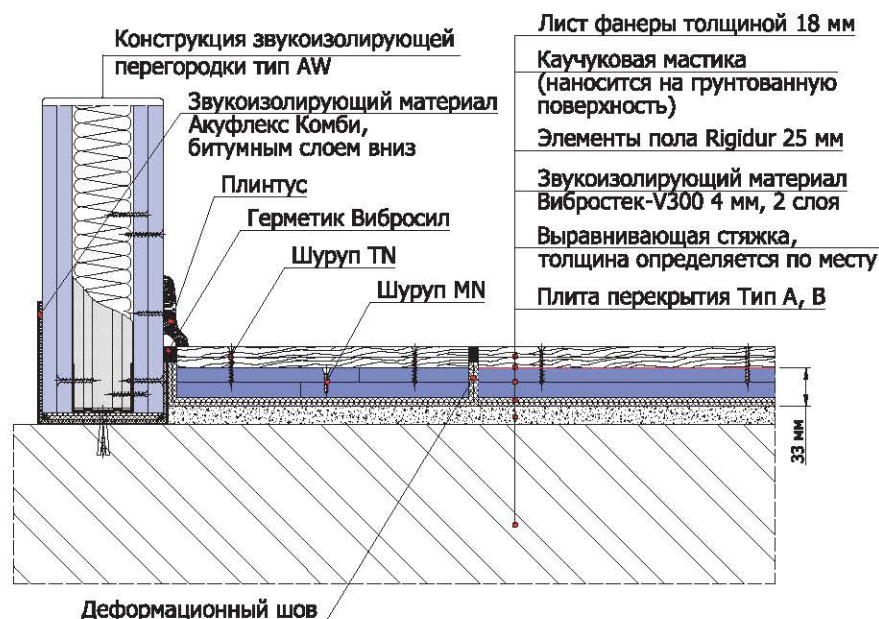 Конструкция звукоизолирующей
перегородки тип AW
Звукоизолирующий материал
Акуфлекс Комби,
битумным слоем вниз
Плинтус
Герметик Вибросил
Шуруп TN
Шуруп MN
Лист фанеры толщиной 18 мм
Каучуковая мастика
(наносится на грунтованную
поверхность)
Элементы пола Rigidur 25 мм
Звукоизолирующий материал
Вибростек-V300 4 мм, 2 слоя
Выравнивающая стяжка,
толщина определяется по месту
Плита перекрытия Тип А, В
33 мм
Деформационный шов